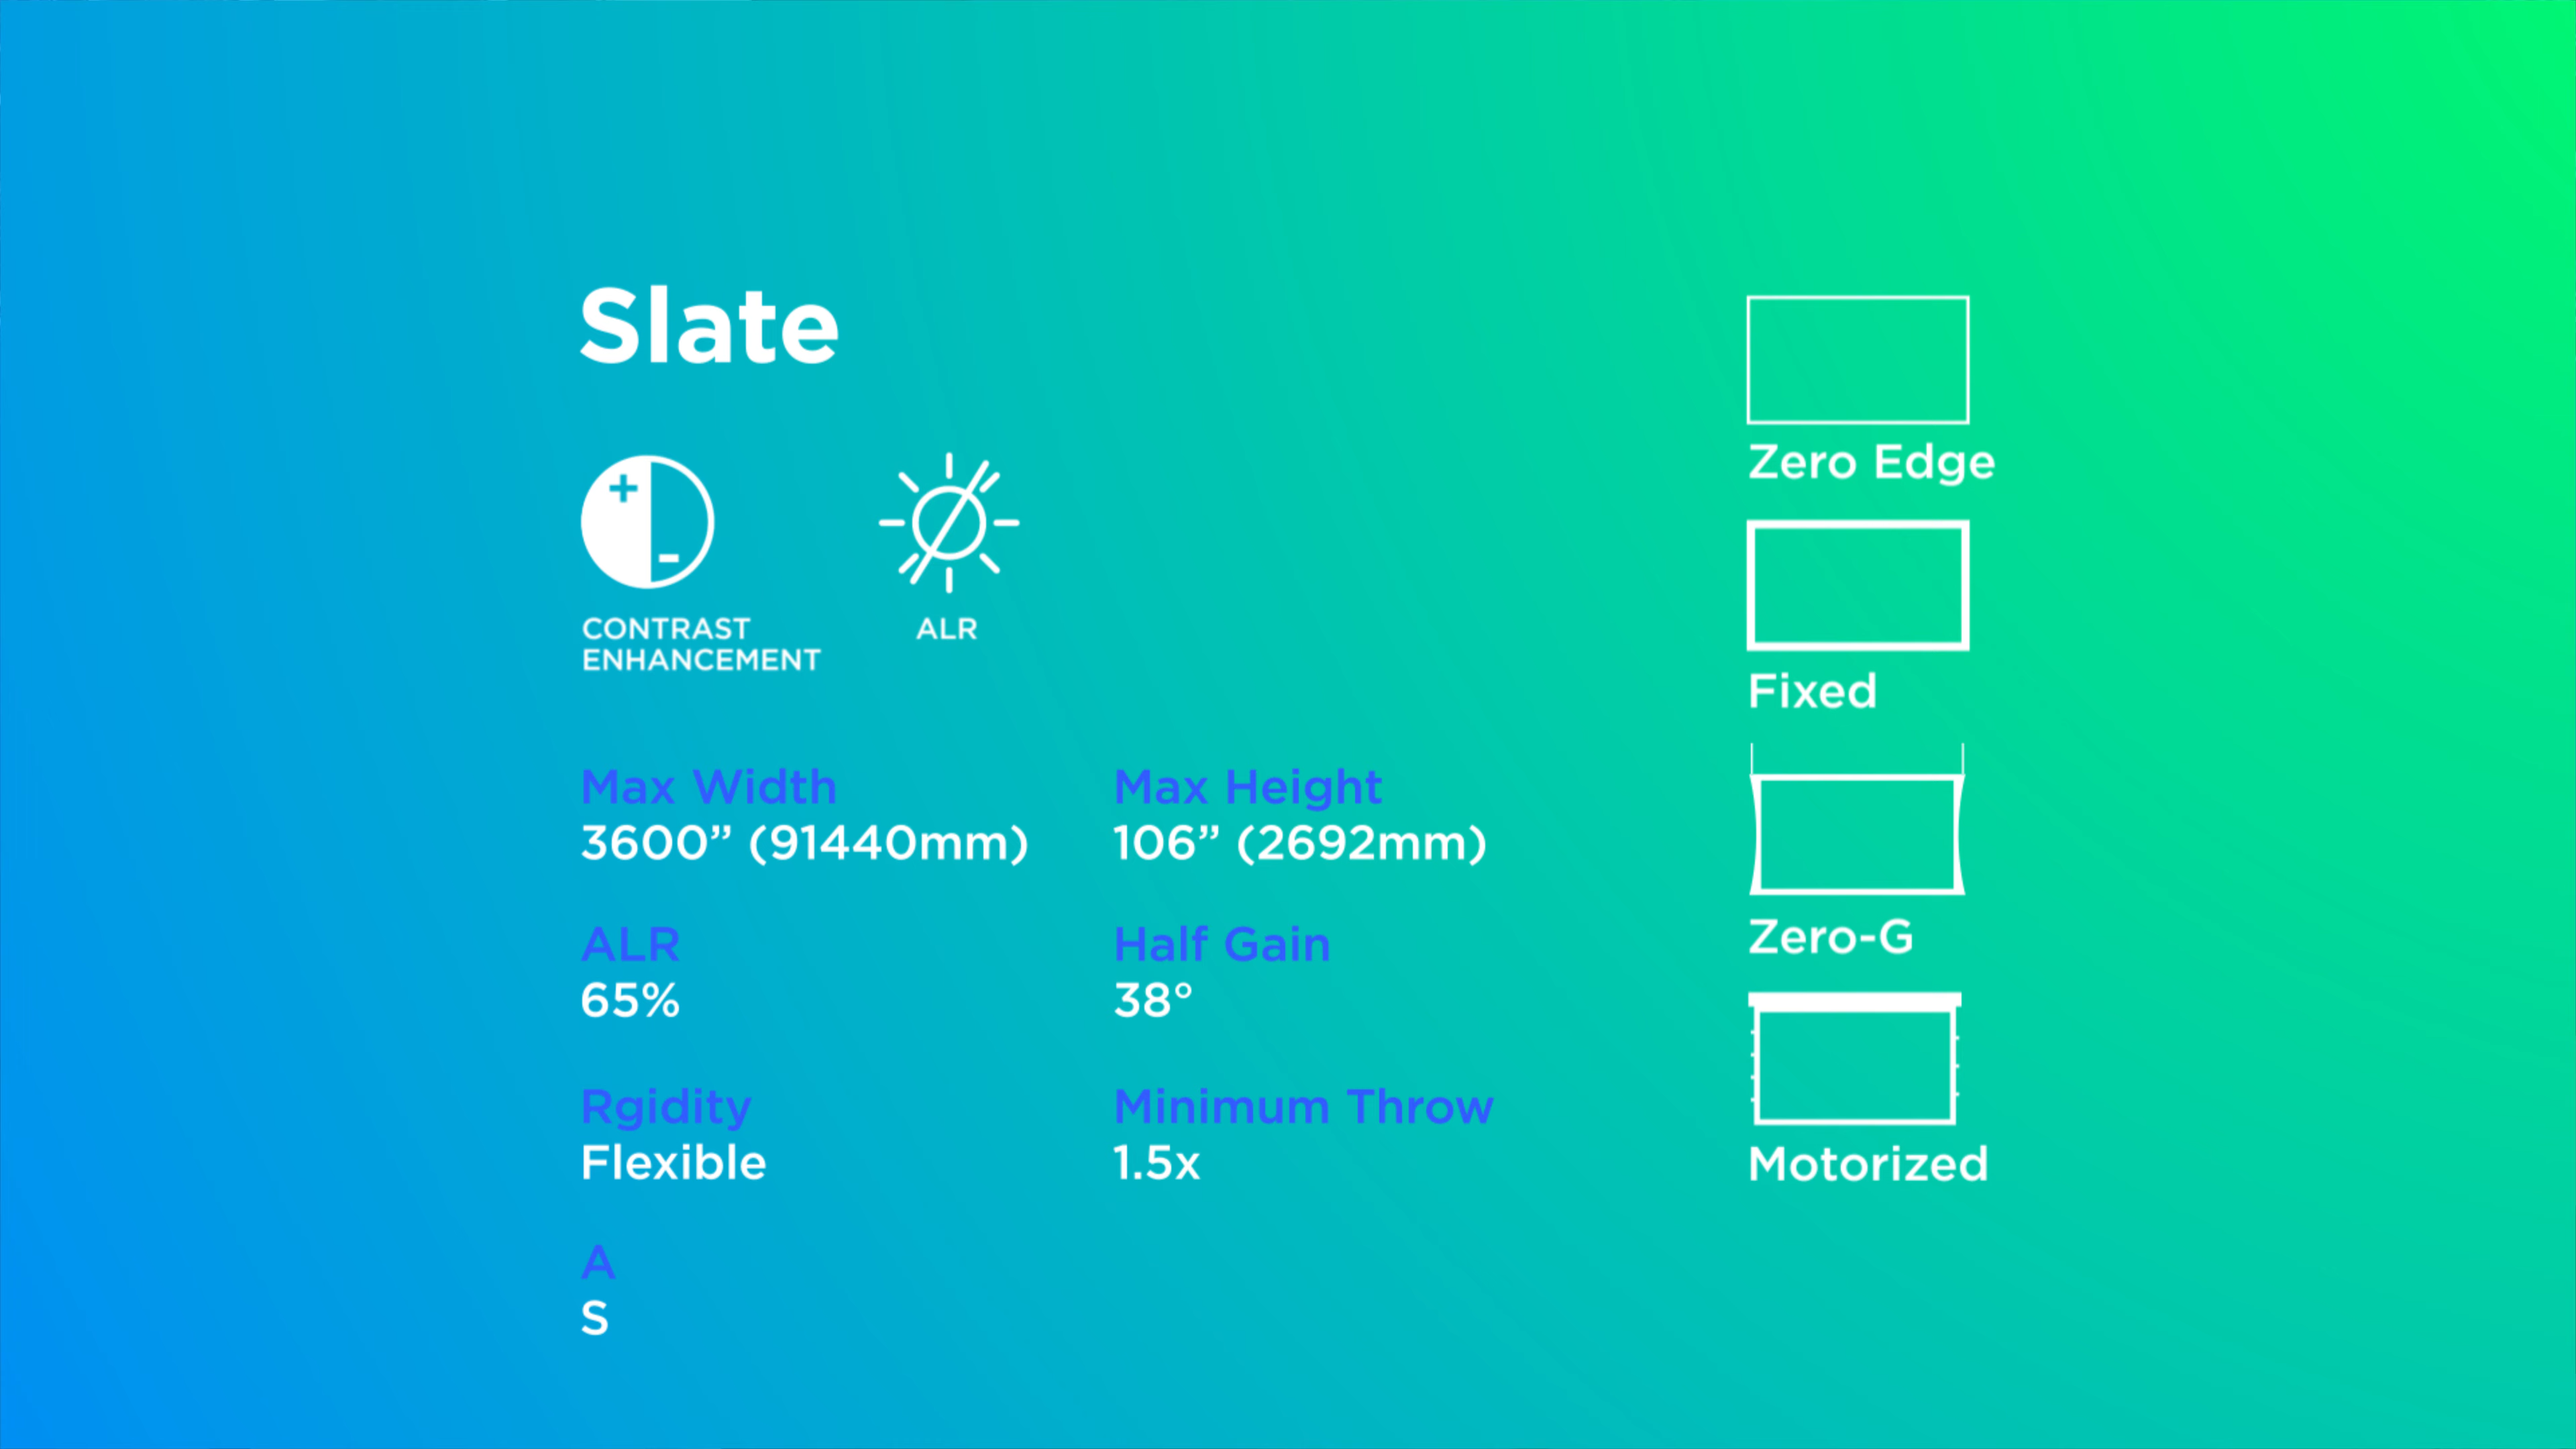 Slate
+
-
CONTRAST
ENHANCEMENT
ALR
Max Width
3600” (91440mm)
Max Height
106” (2692mm)
ALR
65%
Half Gain
38°
Rgidity
Flexible
Minimum Throw
1.5x
A
S
Zero Edge
Fixed
Zero-G
Motorized